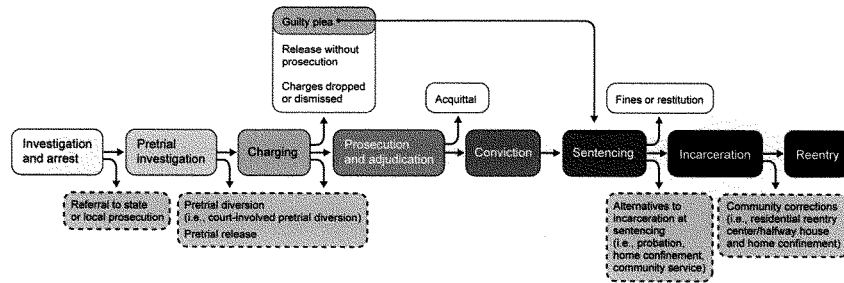 Guilty plea
Release without
prosecution
Charges dropped
or dismissed
Acquittal
Fines or restitution
Investigation
and arrest
Pretrial
investigation
Charging
Prosecution
and adjudication
Conviction
Sentencing
Incarceration
Reentry
Referral to state
or local prosecution
Pretrial diversion
(i.e., court-involved pretrial diversion)
Pretrial release
Alternatives to
incarceration at
sentencing
(i.e., probation,
home confinement,
community service)
Community corrections
(i.e., residential reentry
center/halfway house
and home confinement)